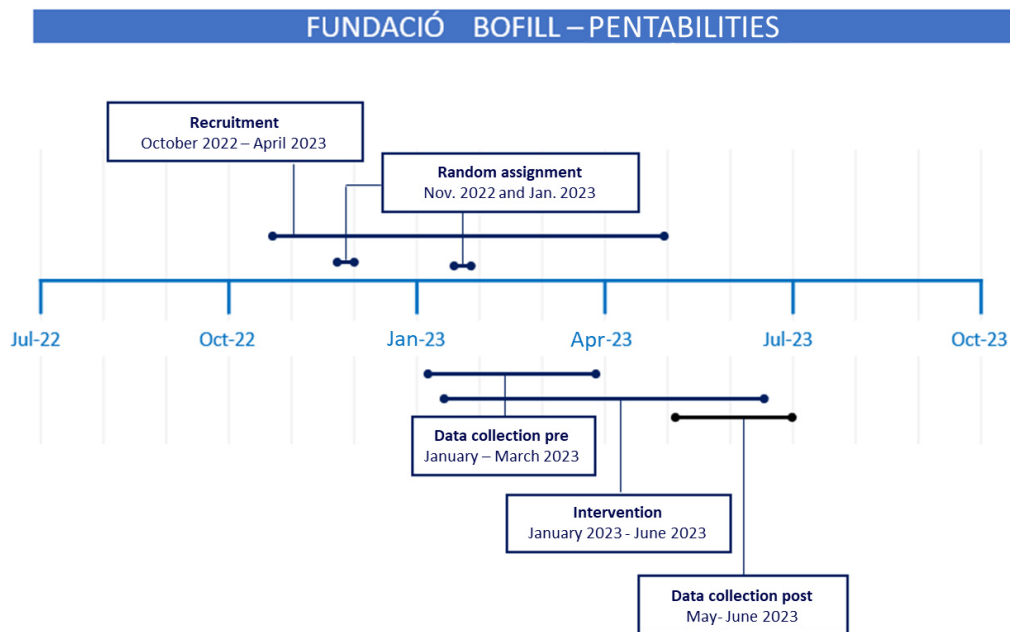 FUNDACIÓ BOFILL – PENTABILITIES
Recruitment
October 2022 – April 2023
Random assignment
Nov. 2022 and Jan. 2023
Jul-22
Oct-22
Jan-23
Apr-23
Jul-23
Oct-23
Data collection pre
January – March 2023
Intervention
January 2023 - June 2023
Data collection post
May- June 2023